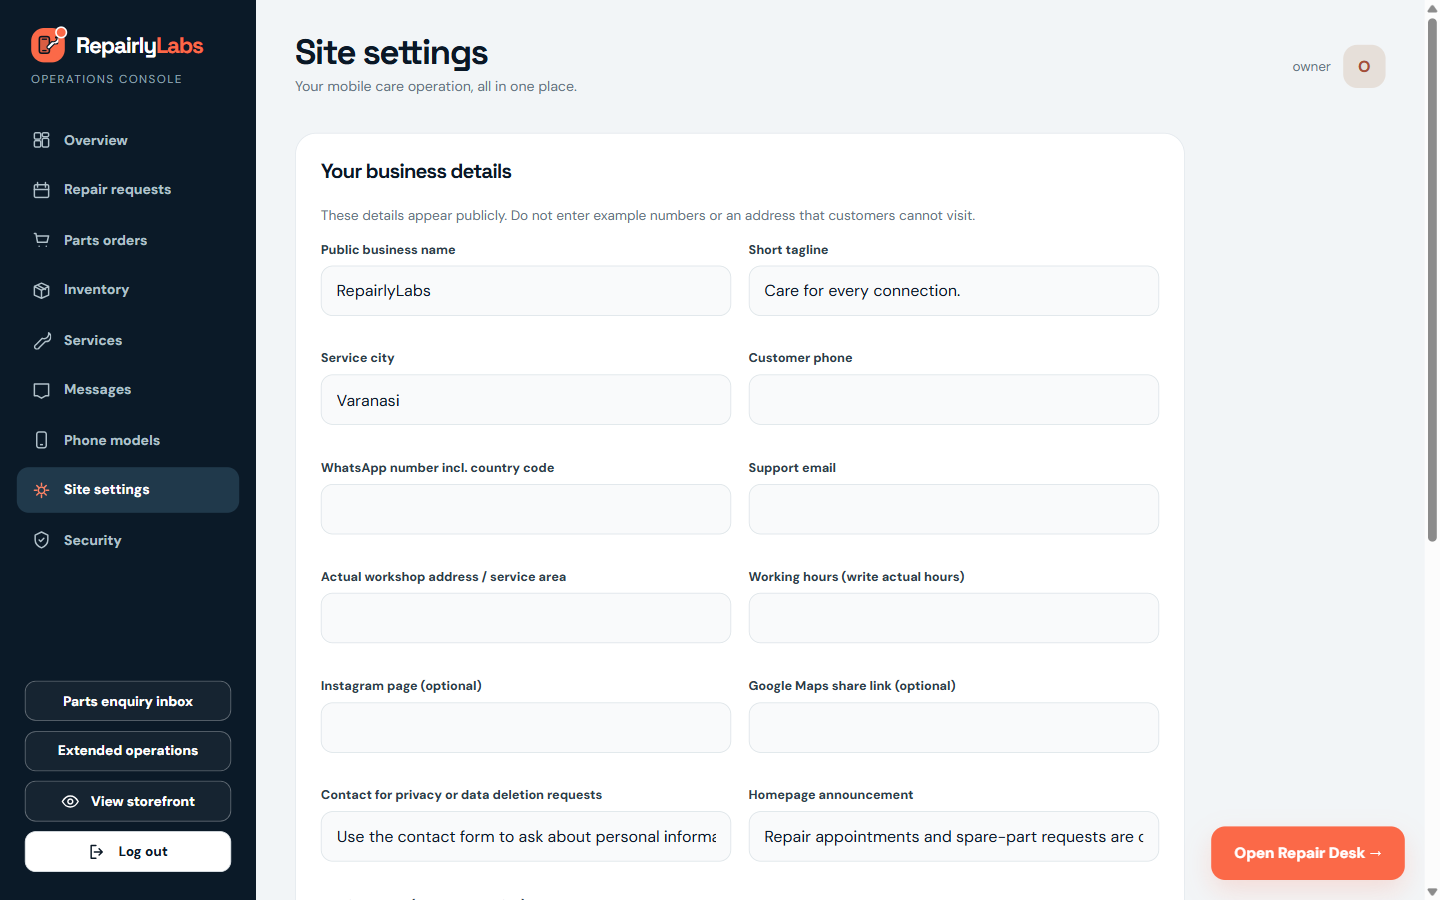 RepairlyLabs
OPERATIONS CONSOLE
Overview
Repair requests
Parts orders
Inventory
Services
Messages
Phone models
Site settings
Security
Parts enquiry inbox
Extended operations
View storefront
Log out
Site settings
Your mobile care operation, all in one place.
owner
O
Your business details
These details appear publicly. Do not enter example numbers or an address that customers cannot visit.
Public business name
Short tagline
RepairlyLabs
Care for every connection.
Service city
Customer phone
Varanasi
WhatsApp number incl. country code
Support email
Actual workshop address / service area
Working hours (write actual hours)
Instagram page (optional)
Google Maps share link (optional)
Contact for privacy or data deletion requests
Homepage announcement
Use the contact form to ask about personal informa
Repair appointments and spare-part requests are
Open Repair Desk →